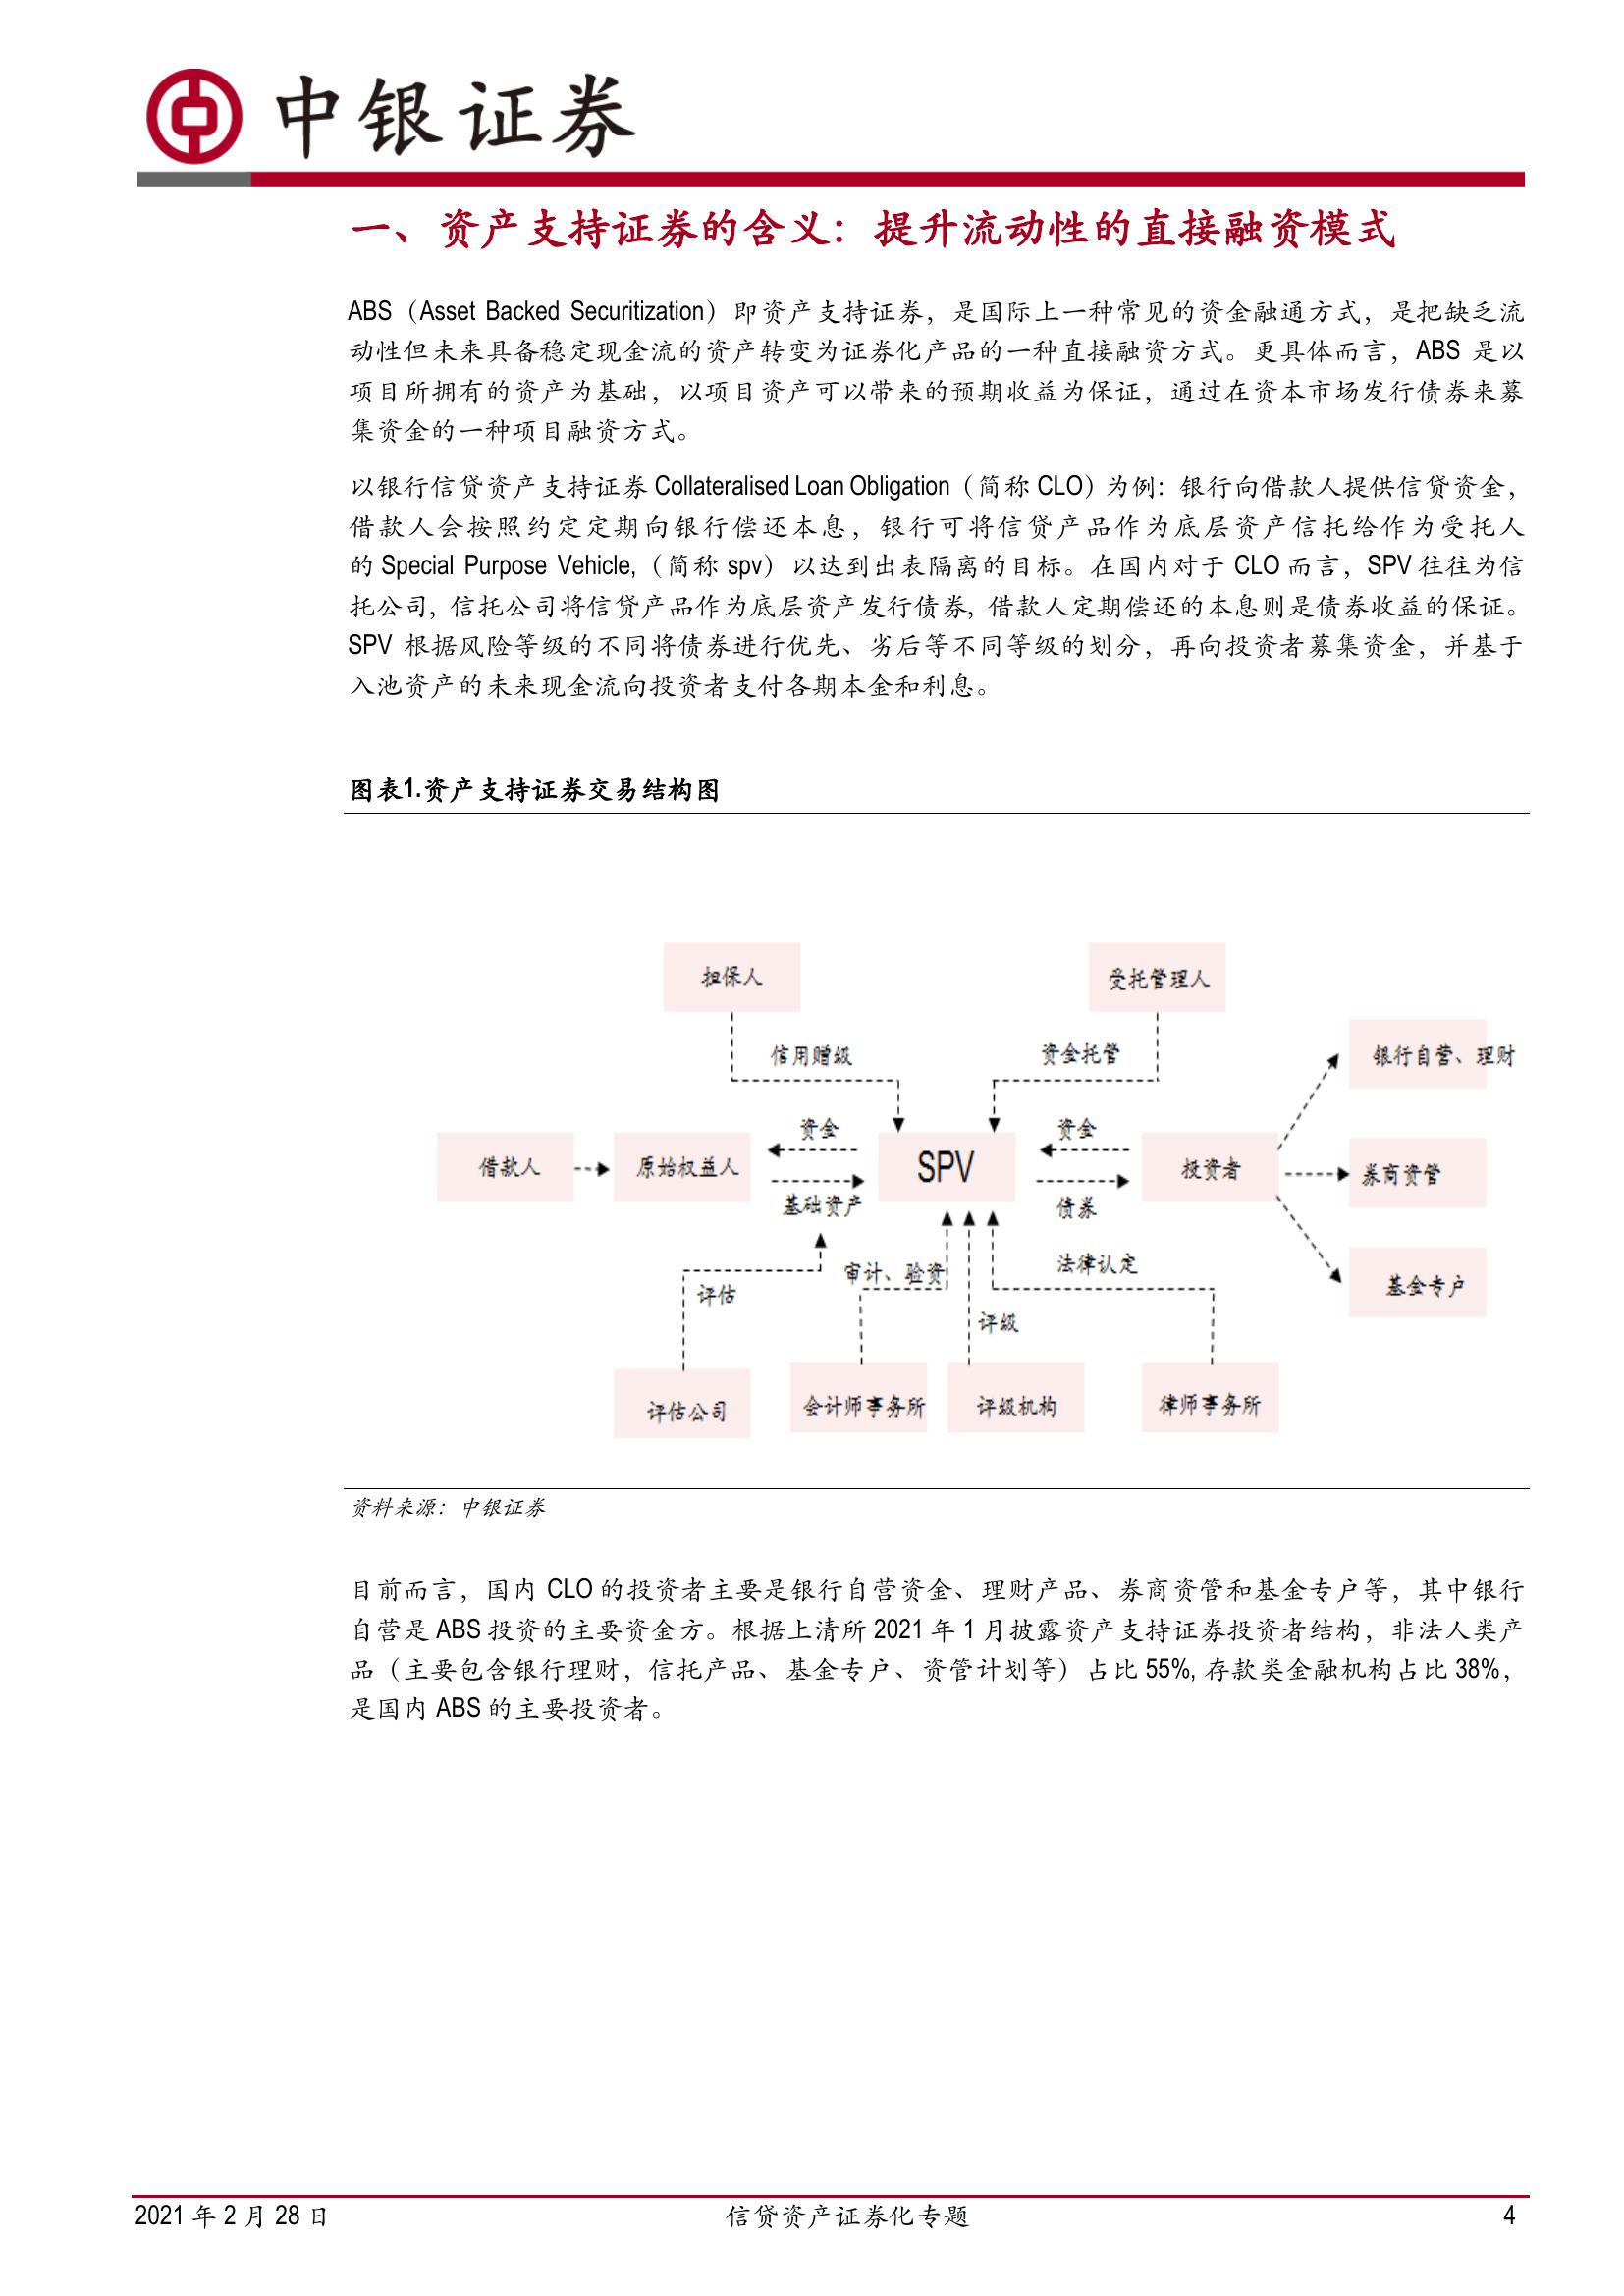 中银证券
一、资产支持证券的含义：提升流动性的直接融资模式
ABS（Asset Backed Securitization）即资产支持证券，是国际上一种常见的资金融通方式，是把缺乏流
动性但未来具备稳定现金流的资产转变为证券化产品的一种直接融资方式。更具体而言，ABS 是以
项目所拥有的资产为基础，以项目资产可以带来的预期收益为保证，通过在资本市场发行债券来募
集资金的一种项目融资方式。
以银行信贷资产支持证券 Collateralised Loan Obligation（简称 CLO）为例：银行向借款人提供信贷资金，
借款人会按照约定定期向银行偿还本息，银行可将信贷产品作为底层资产信托给作为受托人
的 Special Purpose Vehicle,（简称 spv）以达到出表隔离的目标。在国内对于 CLO 而言，SPV 往往为信
托公司, 信托公司将信贷产品作为底层资产发行债券, 借款人定期偿还的本息则是债券收益的保证。
SPV 根据风险等级的不同将债券进行优先、劣后等不同等级的划分，再向投资者募集资金，并基于
入池资产的未来现金流向投资者支付各期本金和利息。
图表1.资产支持证券交易结构图
担保人
受托管理人
信用赠级
资金托管
银行自营、理财
资金
资金
借款人
原始权益人
SPV
投资者
券商资管
基础资产
债券
审计、验资
法律认定
评估
基金专户
评级
评估公司
会计师事务所
评级机构
律师事务所
资料来源：中银证券
目前而言，国内 CLO 的投资者主要是银行自营资金、理财产品、券商资管和基金专户等，其中银行
自营是 ABS 投资的主要资金方。根据上清所 2021 年 1 月披露资产支持证券投资者结构，非法人类产
品（主要包含银行理财，信托产品、基金专户、资管计划等）占比 55%, 存款类金融机构占比 38%，
是国内 ABS 的主要投资者。
2021 年 2 月 28 日
信贷资产证券化专题
4